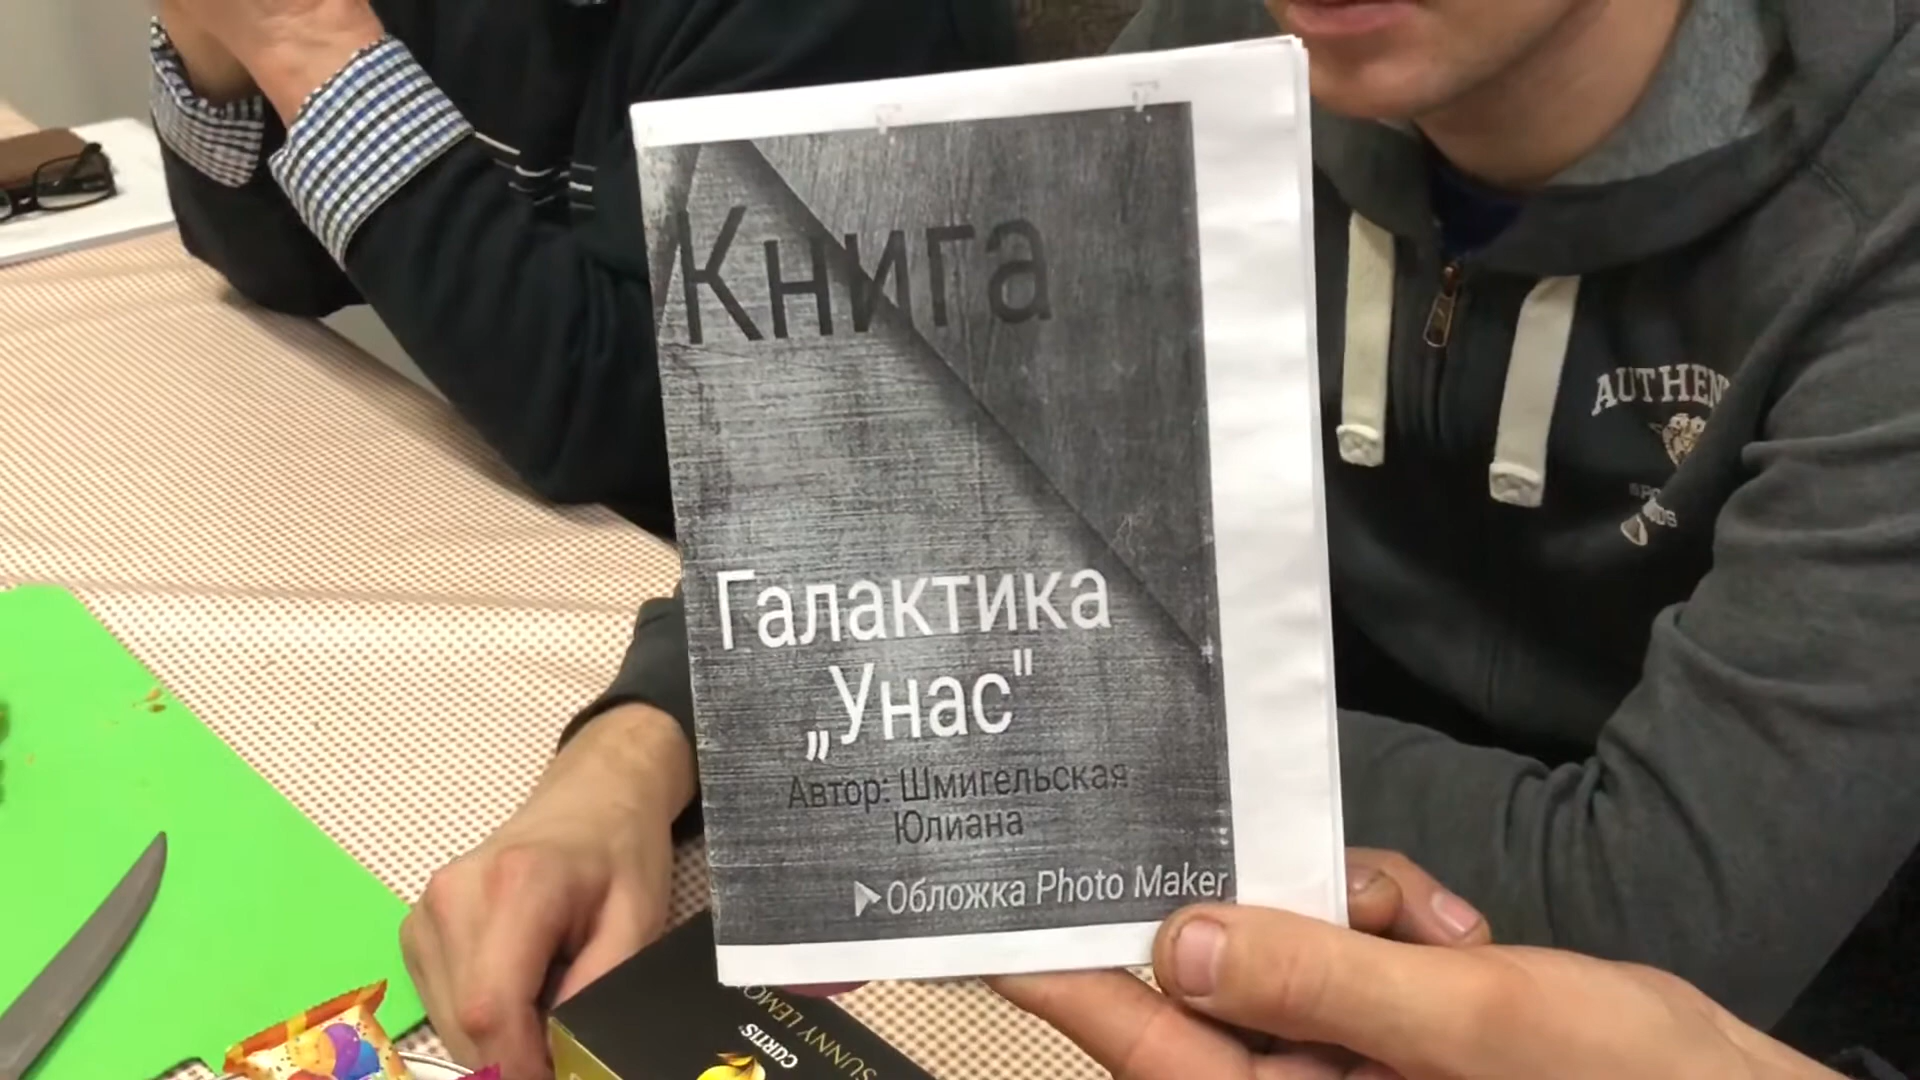 Книга
Галактика
„Унас"
Автор: Шмигельская
Юлиана
Обложка Photo Maker
AUTHEN
CURTIS
SUNNY LEMO